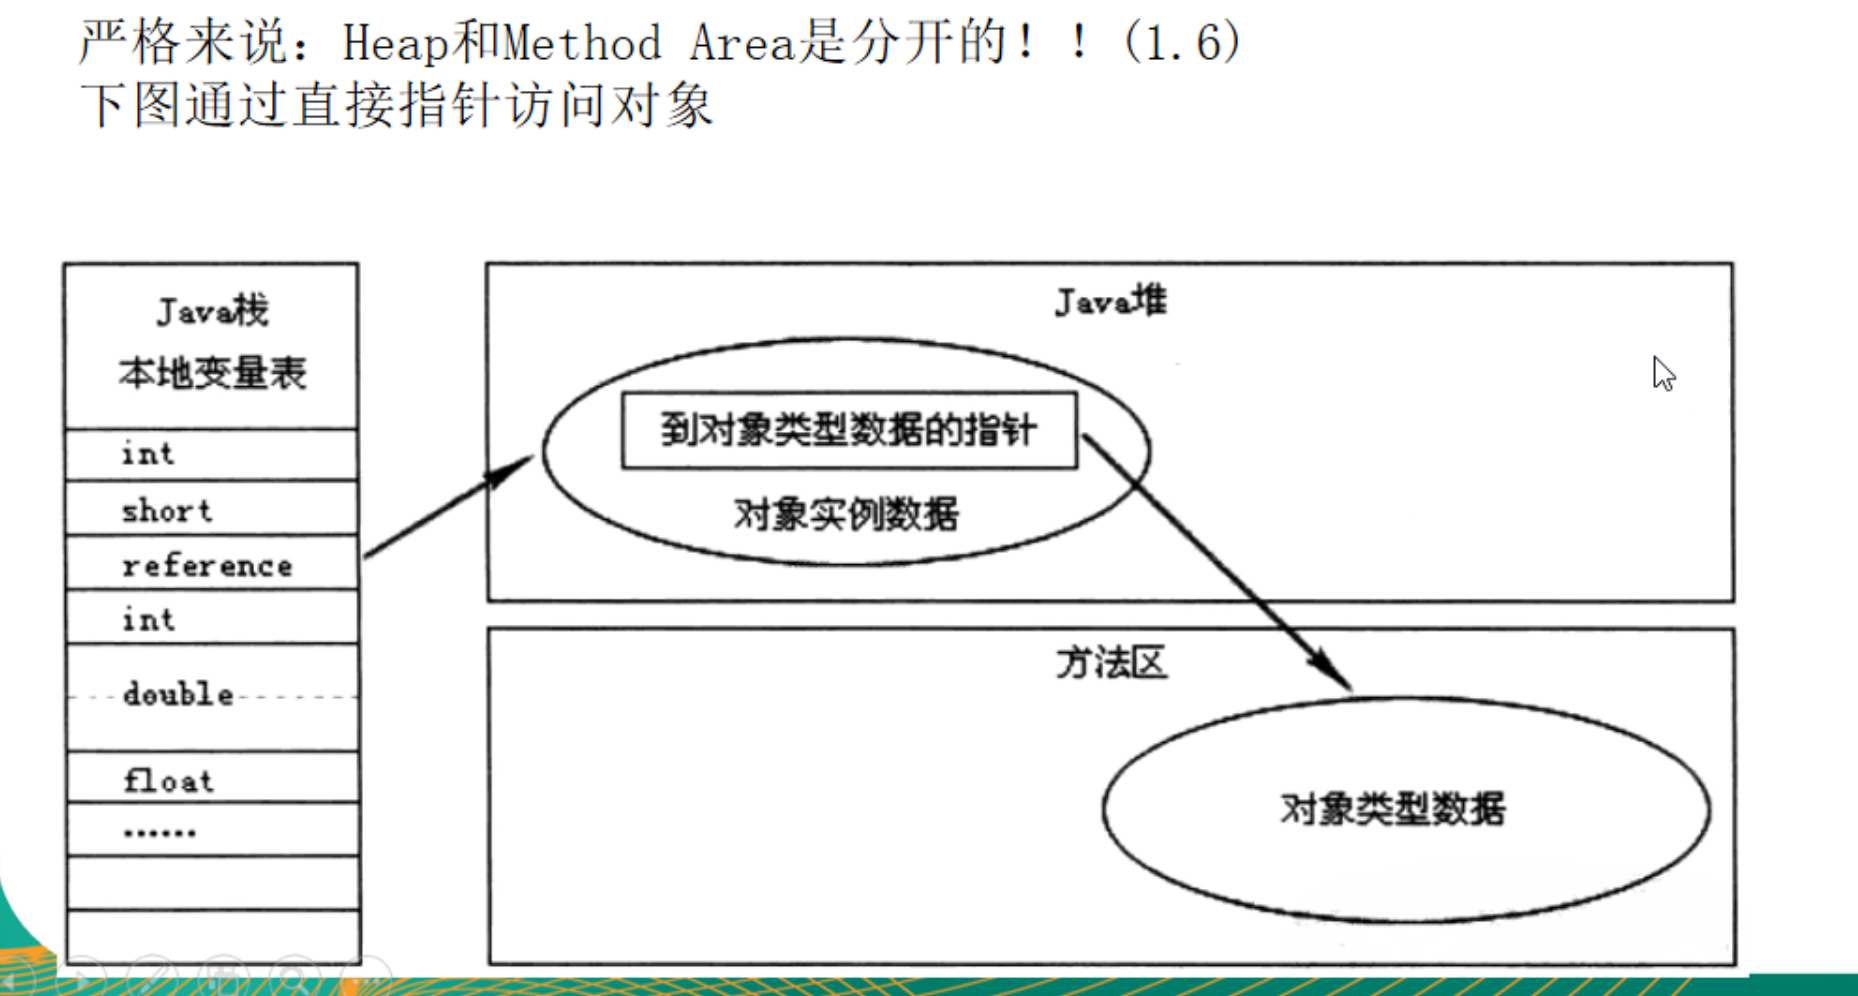 严格来说：Heap和Method Area是分开的！！(1.6)
下图通过直接指针访问对象
Java栈
本地变量表
int
short
reference
int
double
float
……
Java堆
到对象类型数据的指针
对象实例数据
方法区
对象类型数据